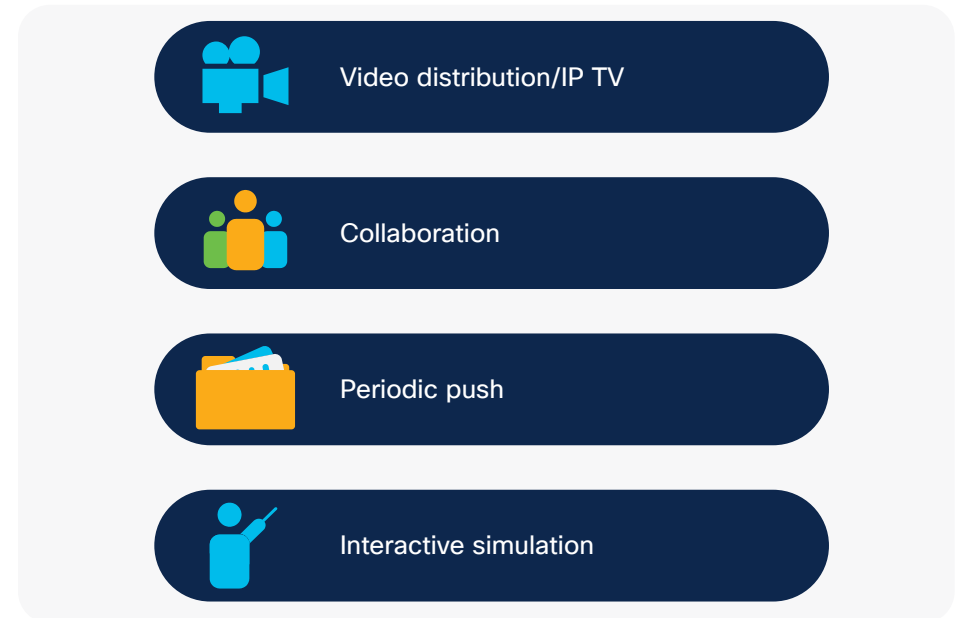 Video distribution/IP TV
Collaboration
Periodic push
Interactive simulation